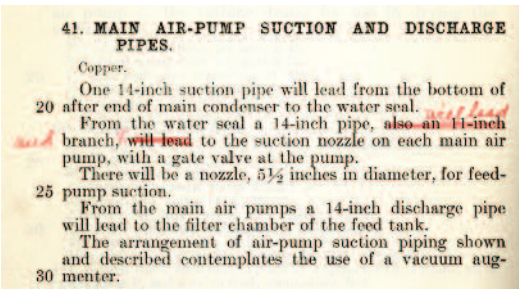 41. MAIN AIR-PUMP SUCTION AND DISCHARGE
PIPES.
Copper.
One 14-inch suction pipe will lead from the bottom of
20 after end of main condenser to the water seal.
will lead
From the water seal a 14-inch pipe, also an 11-inch
and branch, will lead to the suction nozzle on each main air
pump, with a gate valve at the pump.
There will be a nozzle, 5½ inches in diameter, for feed-
25 pump suction.
From the main air pumps a 14-inch discharge pipe
will lead to the filter chamber of the feed tank.
The arrangement of air-pump suction piping shown
and described contemplates the use of a vacuum aug-
30 menter.